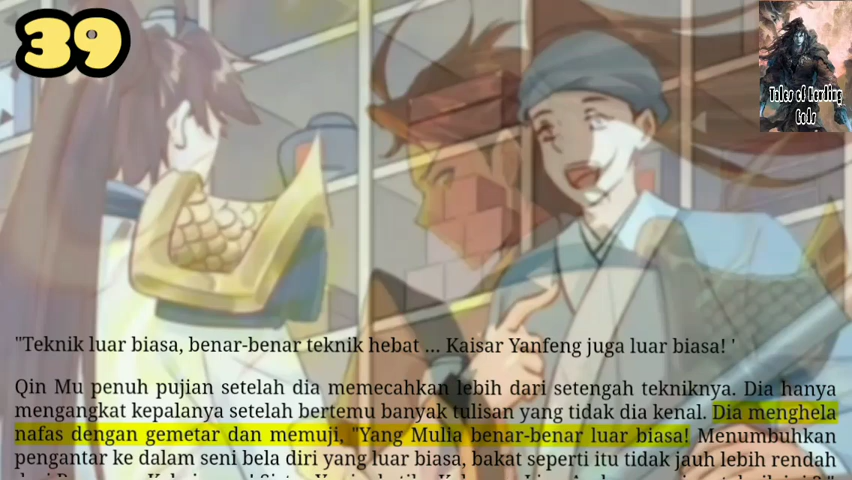 39
Tales of Herding
Gods
"Teknik luar biasa, benar-benar teknik hebat ... Kaisar Yanfeng juga luar biasa! '
Qin Mu penuh pujian setelah dia memecahkan lebih dari setengah tekniknya. Dia hanya
mengangkat kepalanya setelah bertemu banyak tulisan yang tidak dia kenal. Dia menghela
nafas dengan gemetar dan memuji, "Yang Mulia benar-benar luar biasa! Menumbuhkan
pengantar ke dalam seni bela diri yang luar biasa, bakat seperti itu tidak jauh lebih rendah